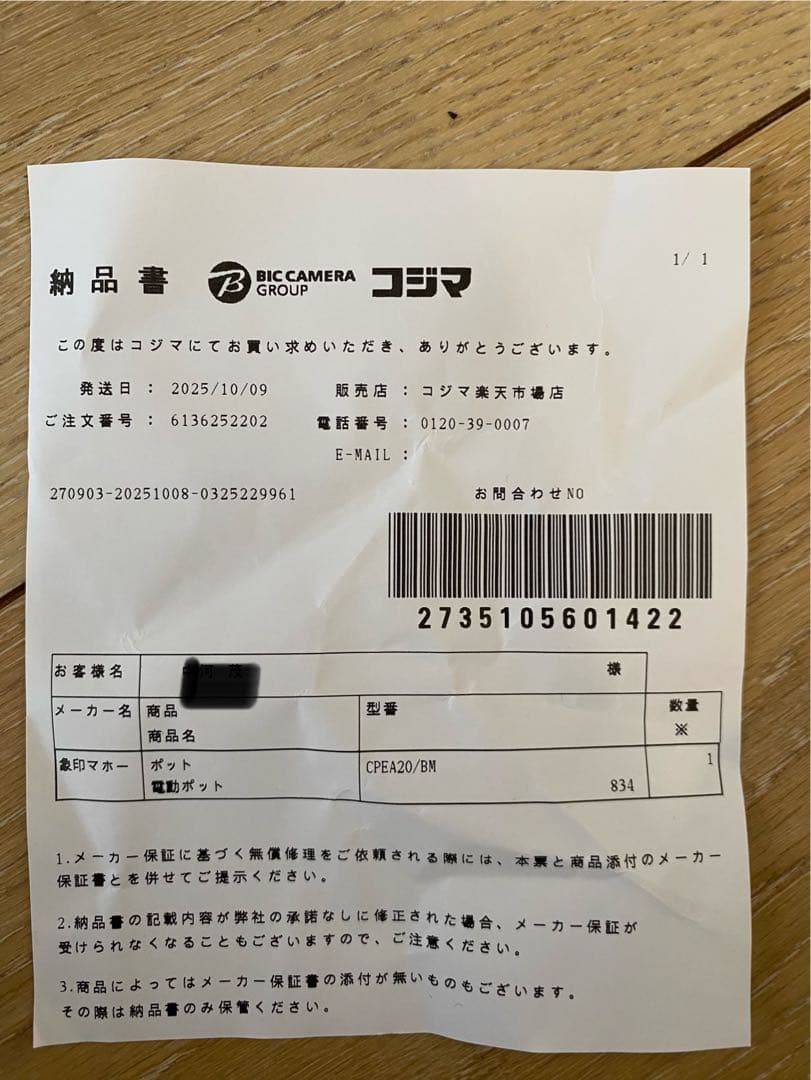 1/ 1
納品書 BIC CAMERA GROUP コジマ
この度はコジマにてお買い求めいただき、ありがとうございます。
発送日 : 2025/10/09 販売店 : コジマ楽天市場店
ご注文番号 : 6136252202 電話番号 : 0120-39-0007
E-MAIL :
270903-20251008-0325229961 お問合わせNO
2735105601422
お客様名 様
メーカー名 商品 型番 数量
商品名 ※
象印マホー ポット CPEA20/BM 1
電動ポット 834
1.メーカー保証に基づく無償修理をご依頼される際には、本票と商品添付のメーカー
保証書とを併せてご提示ください。
2.納品書の記載内容が弊社の承諾なしに修正された場合、メーカー保証が
受けられなくなることもございますので、ご注意ください。
3.商品によってはメーカー保証書の添付が無いものもございます。
その際は納品書のみ保管ください。